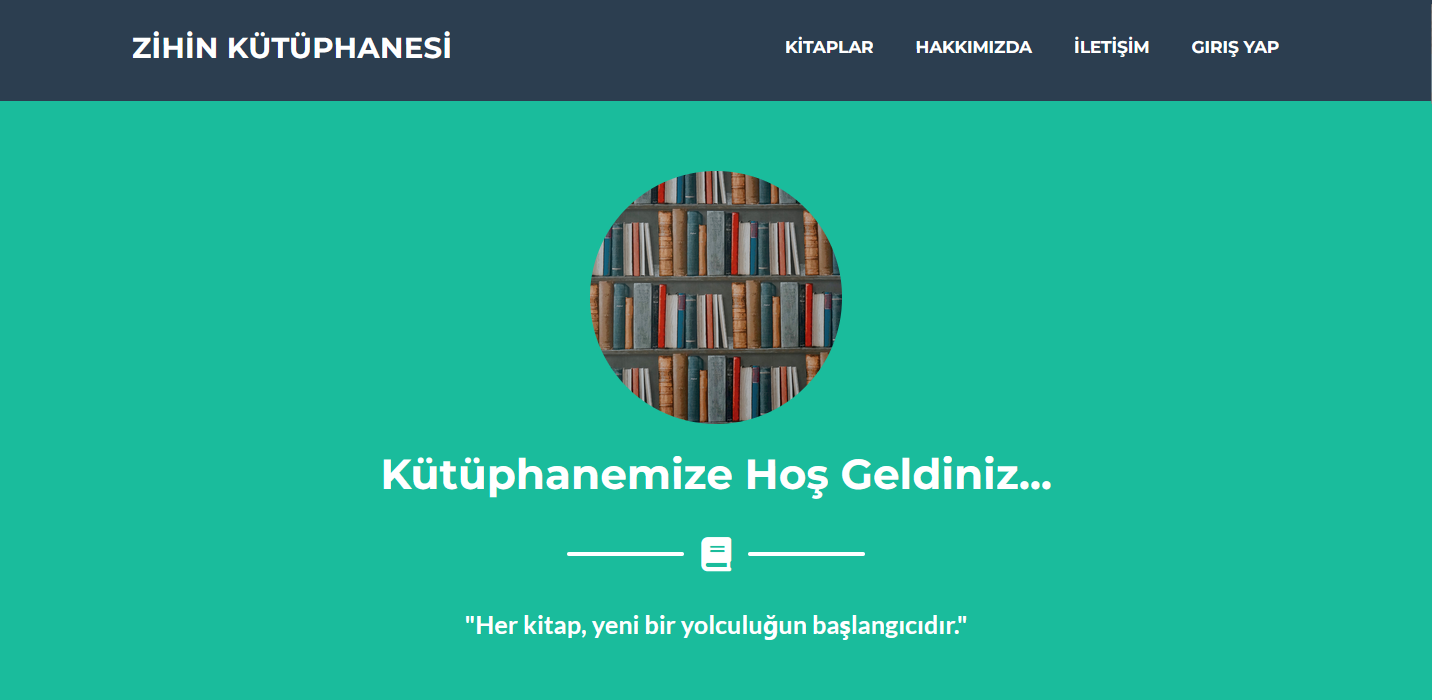 ZİHİN KÜTÜPHANESİ
KİTAPLAR HAKKIMIZDA İLETİŞİM GIRIŞ YAP
Kütüphanemize Hoş Geldiniz...
"Her kitap, yeni bir yolculuğun başlangıcıdır."